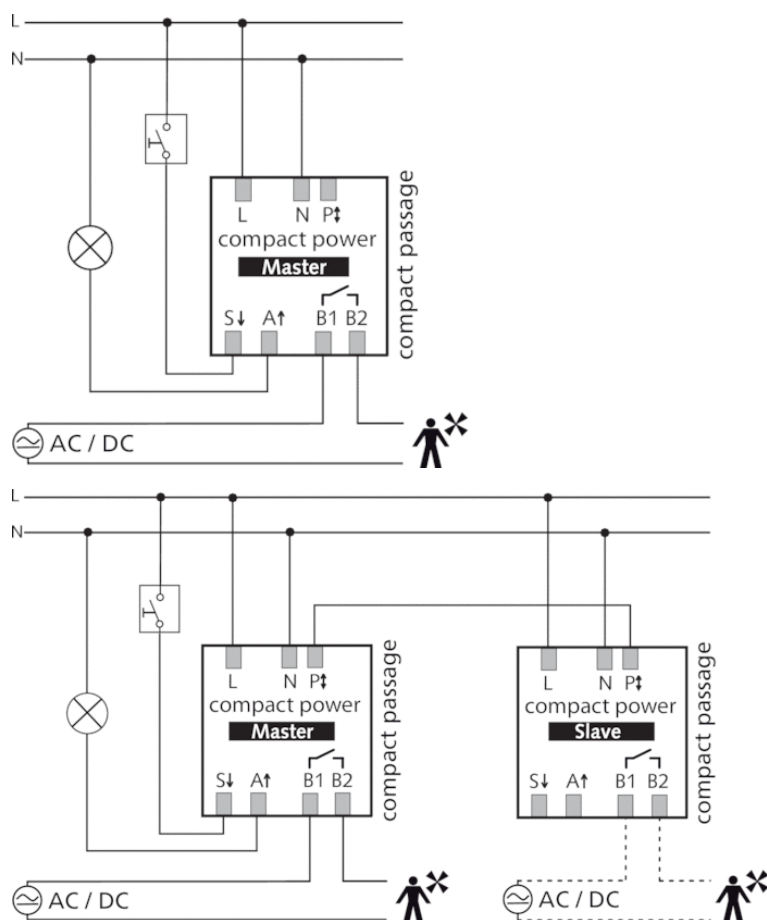 L
N
L N P↕
compact power
Master
S↓ A↑ B1 B2
compact passage
AC / DC
L
N
L N P↕
compact power
Master
S↓ A↑ B1 B2
compact passage
L N P↕
compact power
Slave
S↓ A↑ B1 B2
compact passage
AC / DC
AC / DC